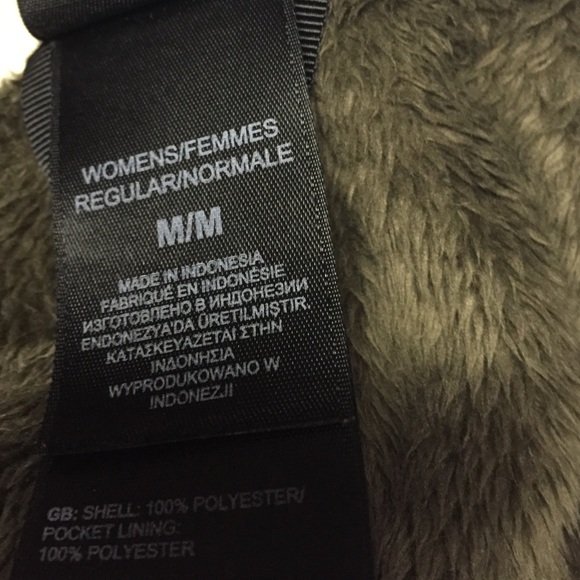 WOMENS/FEMMES
REGULAR/NORMALE
M/M
MADE IN INDONESIA
FABRIQUÉ EN INDONÉSIE
ИЗГОТОВЛЕНО В ИНДОНЕЗИИ
ENDONEZYA'DA ÜRETILMIŞTIR.
ΚΑΤΑΣΚΕΥΑΖΕΤΑΙ ΣΤΗΝ
ΙΝΔΟΝΗΣΙΑ
WYPRODUKOWANO W
INDONEZJI
GB: SHELL: 100% POLYESTER/
POCKET LINING:
100% POLYESTER